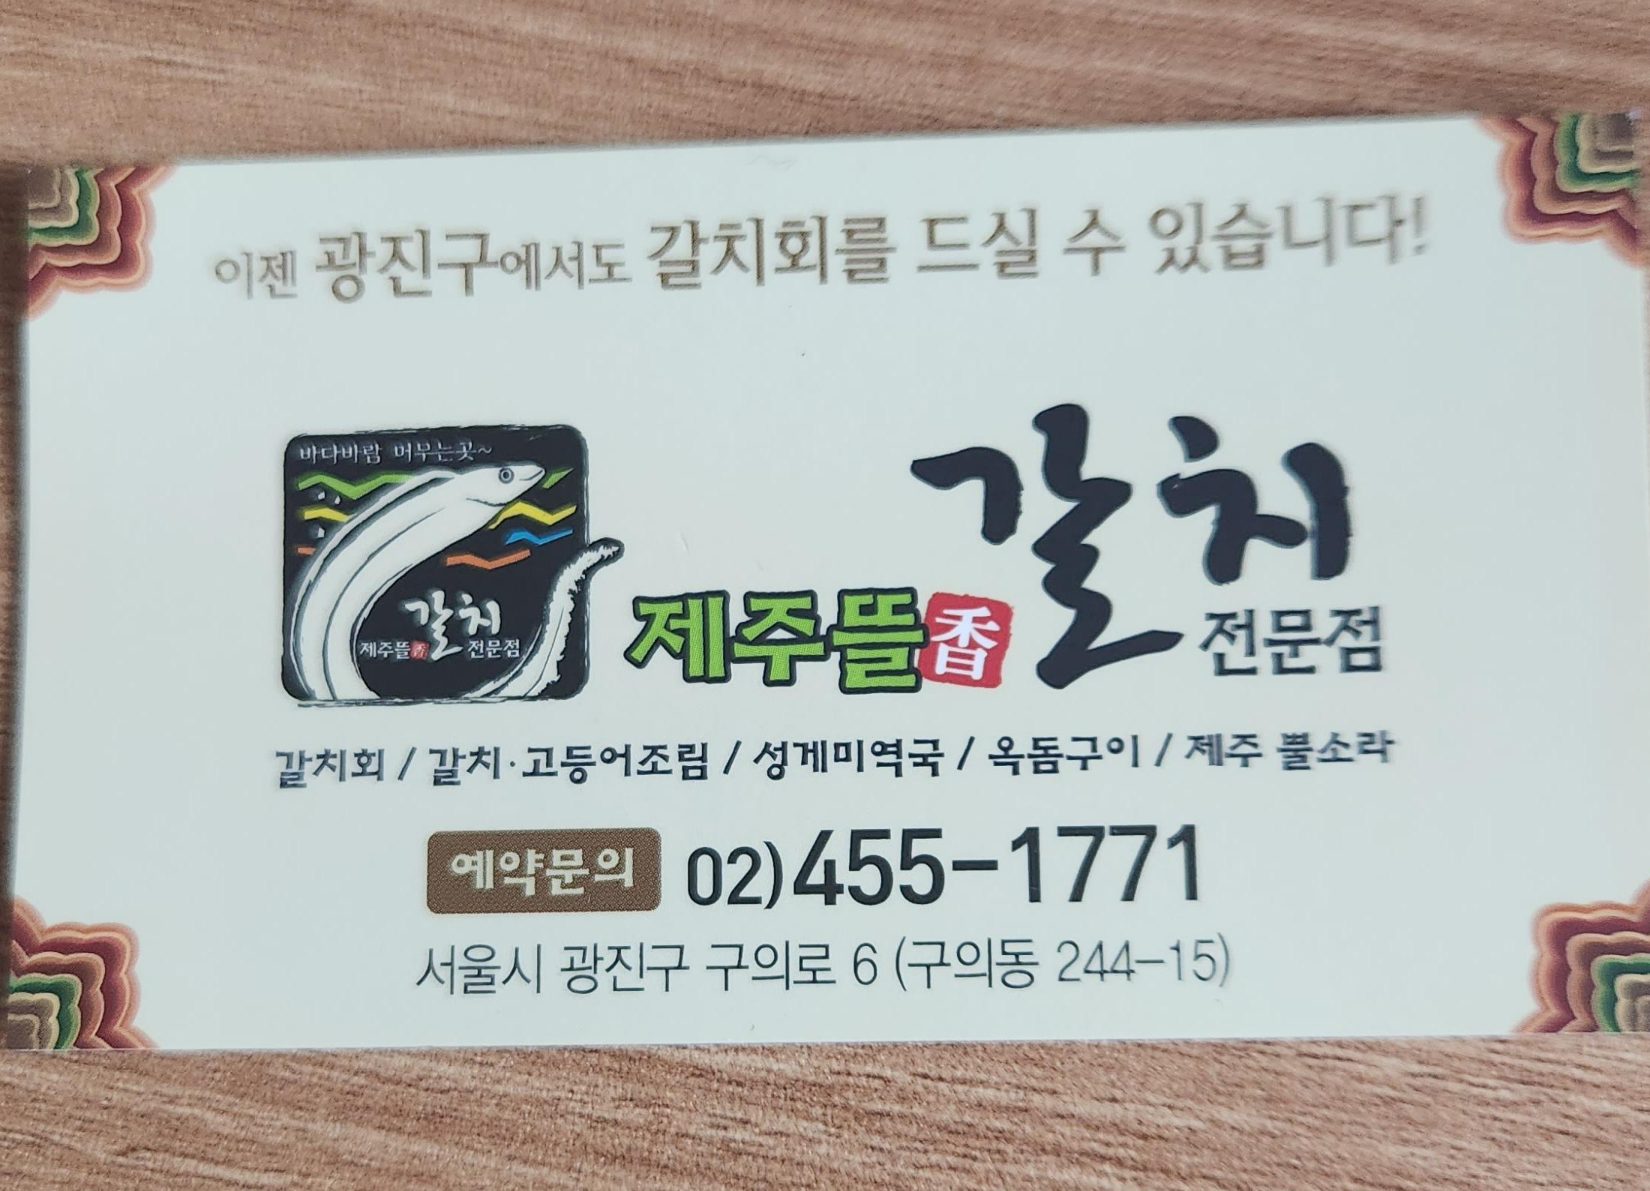 이젠 광진구에서도 갈치회를 드실 수 있습니다!
바다바람 머무는곳~
갈치
제주뜰香 전문점
갈치
제주뜰香 전문점
갈치회 / 갈치·고등어조림 / 성게미역국 / 옥돔구이 / 제주 뿔소라
예약문의 02)455-1771
서울시 광진구 구의로 6 (구의동 244-15)